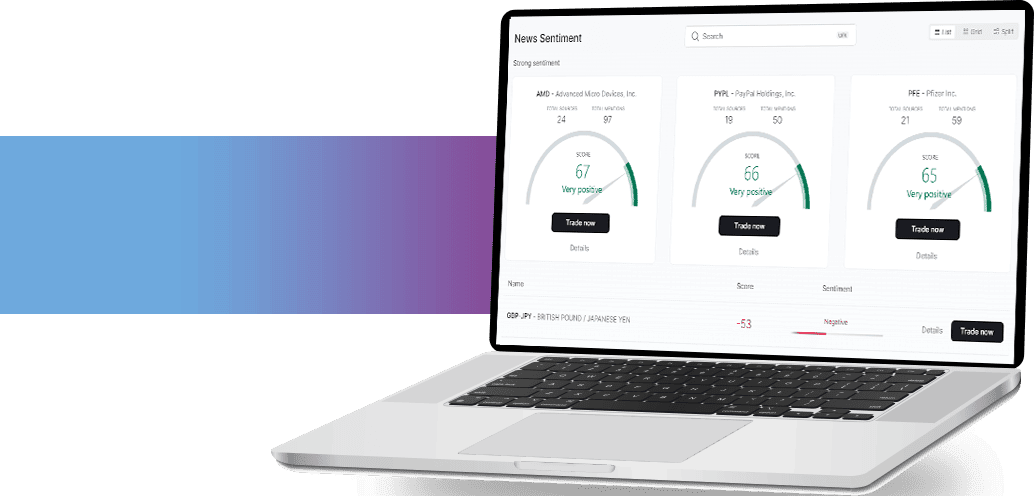 News Sentiment
Search
List Grid Split
Strong sentiment
AMD - Advanced Micro Devices, Inc.
TOTAL SOURCES TOTAL MENTIONS
24 97
SCORE
67
Very positive
Trade now
Details
PYPL - PayPal Holdings, Inc.
TOTAL SOURCES TOTAL MENTIONS
19 50
SCORE
66
Very positive
Trade now
Details
PFE - Pfizer Inc.
TOTAL SOURCES TOTAL MENTIONS
21 59
SCORE
65
Very positive
Trade now
Details
Name Score Sentiment
GBP-JPY - BRITISH POUND / JAPANESE YEN -53 Negative Details Trade now